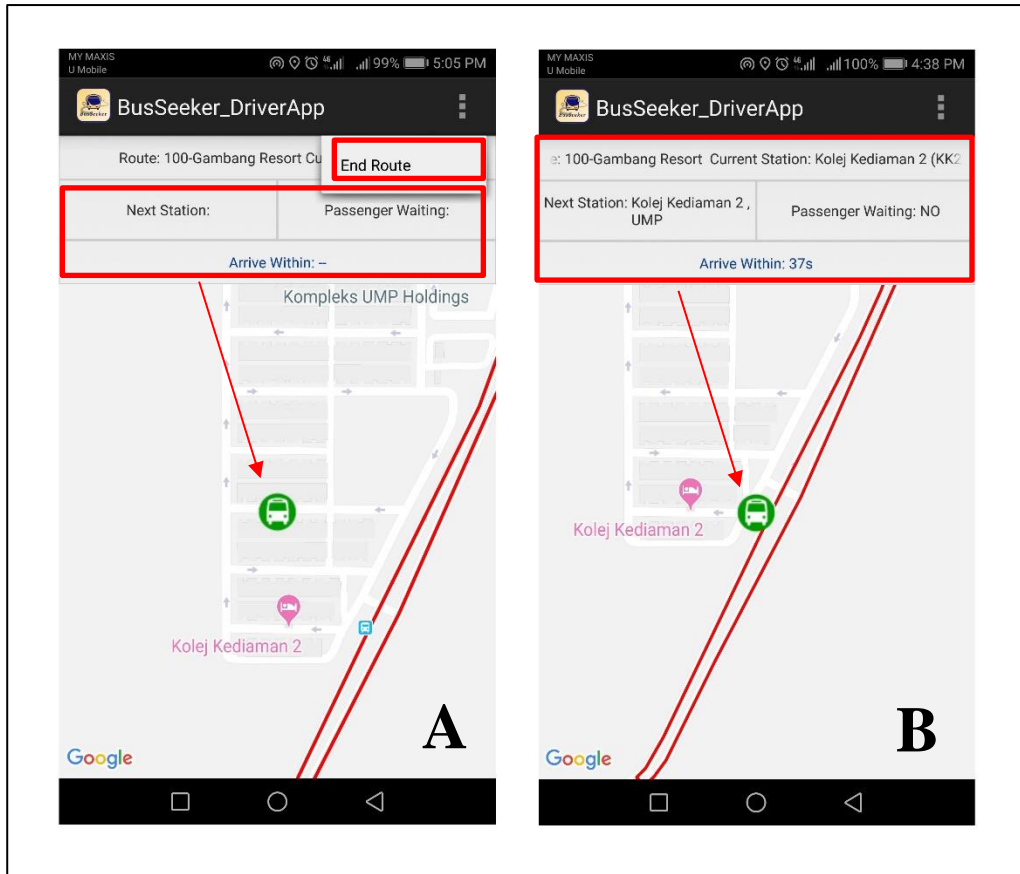 MY MAXIS
U Mobile
99% 5:05 PM
BusSeeker_DriverApp
Route: 100-Gambang Resort Cu
End Route
Next Station:
Passenger Waiting:
Arrive Within: --
Kompleks UMP Holdings
Kolej Kediaman 2
Google
A
MY MAXIS
U Mobile
100% 4:38 PM
BusSeeker_DriverApp
e: 100-Gambang Resort Current Station: Kolej Kediaman 2 (KK2
Next Station: Kolej Kediaman 2 ,
UMP
Passenger Waiting: NO
Arrive Within: 37s
Kolej Kediaman 2
Google
B